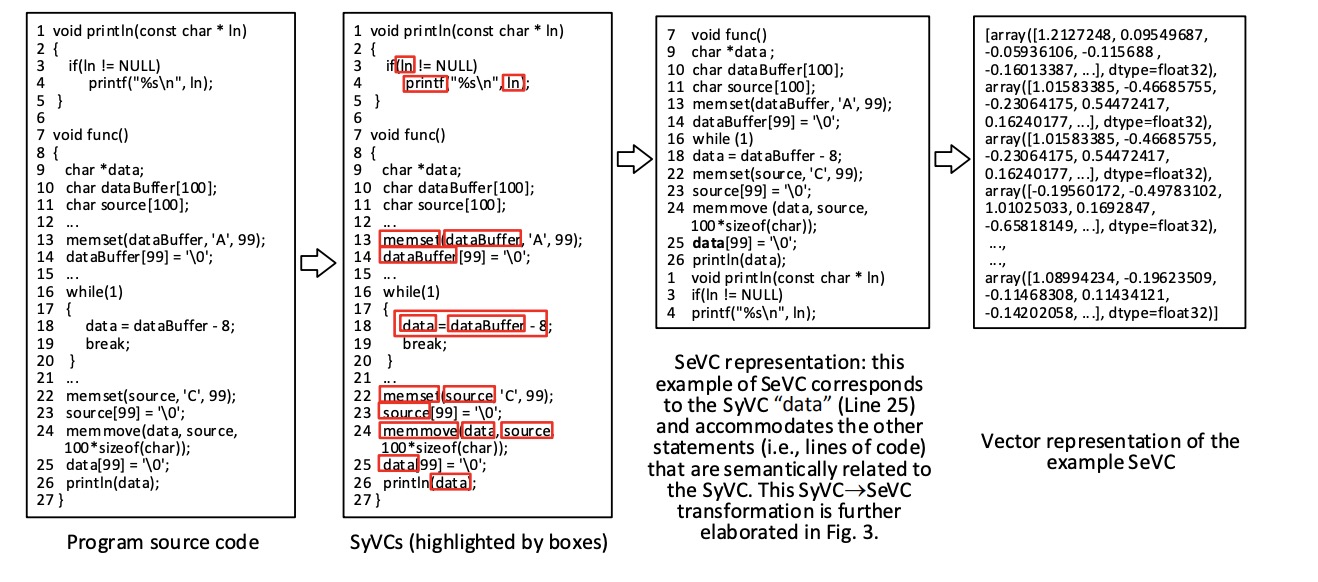 1 void println(const char * ln)
2 {
3 if(ln != NULL)
4 printf("%s\n", ln);
5 }
6
7 void func()
8 {
9 char *data;
10 char dataBuffer[100];
11 char source[100];
12 ...
13 memset(dataBuffer, 'A', 99);
14 dataBuffer[99] = '\0';
15 ...
16 while(1)
17 {
18 data = dataBuffer - 8;
19 break;
20 }
21 ...
22 memset(source, 'C', 99);
23 source[99] = '\0';
24 memmove(data, source,
100*sizeof(char));
25 data[99] = '\0';
26 println(data);
27 }
Program source code
1 void println(const char * ln)
2 {
3 if(ln != NULL)
4 printf("%s\n", ln);
5 }
6
7 void func()
8 {
9 char *data;
10 char dataBuffer[100];
11 char source[100];
12 ...
13 memset(dataBuffer, 'A', 99);
14 dataBuffer[99] = '\0';
15 ...
16 while(1)
17 {
18 data = dataBuffer - 8;
19 break;
20 }
21 ...
22 memset(source, 'C', 99);
23 source[99] = '\0';
24 memmove(data, source,
100*sizeof(char));
25 data[99] = '\0';
26 println(data);
27 }
SyVCs (highlighted by boxes)
7 void func()
9 char *data ;
10 char dataBuffer[100];
11 char source[100];
13 memset(dataBuffer, 'A', 99);
14 dataBuffer[99] = '\0';
16 while (1)
18 data = dataBuffer - 8;
22 memset(source, 'C', 99);
23 source[99] = '\0';
24 memmove (data, source,
100*sizeof(char));
25 data[99] = '\0';
26 println(data);
1 void println(const char * ln)
3 if(ln != NULL)
4 printf("%s\n", ln);
SeVC representation: this
example of SeVC corresponds
to the SyVC “data” (Line 25)
and accommodates the other
statements (i.e., lines of code)
that are semantically related to
the SyVC. This SyVC→SeVC
transformation is further
elaborated in Fig. 3.
[array([1.2127248, 0.09549687,
-0.05936106, -0.115688 ,
-0.16013387, ...], dtype=float32),
array([1.01583385, -0.46685755,
-0.23064175, 0.54472417,
0.16240177, ...], dtype=float32),
array([1.01583385, -0.46685755,
-0.23064175, 0.54472417,
0.16240177, ...], dtype=float32),
array([-0.19560172, -0.49783102,
1.01025033, 0.1692847,
-0.65818149, ...], dtype=float32),
...,
...,
array([1.08994234, -0.19623509,
-0.11468308, 0.11434121,
-0.14202058, ...], dtype=float32)]
Vector representation of the
example SeVC